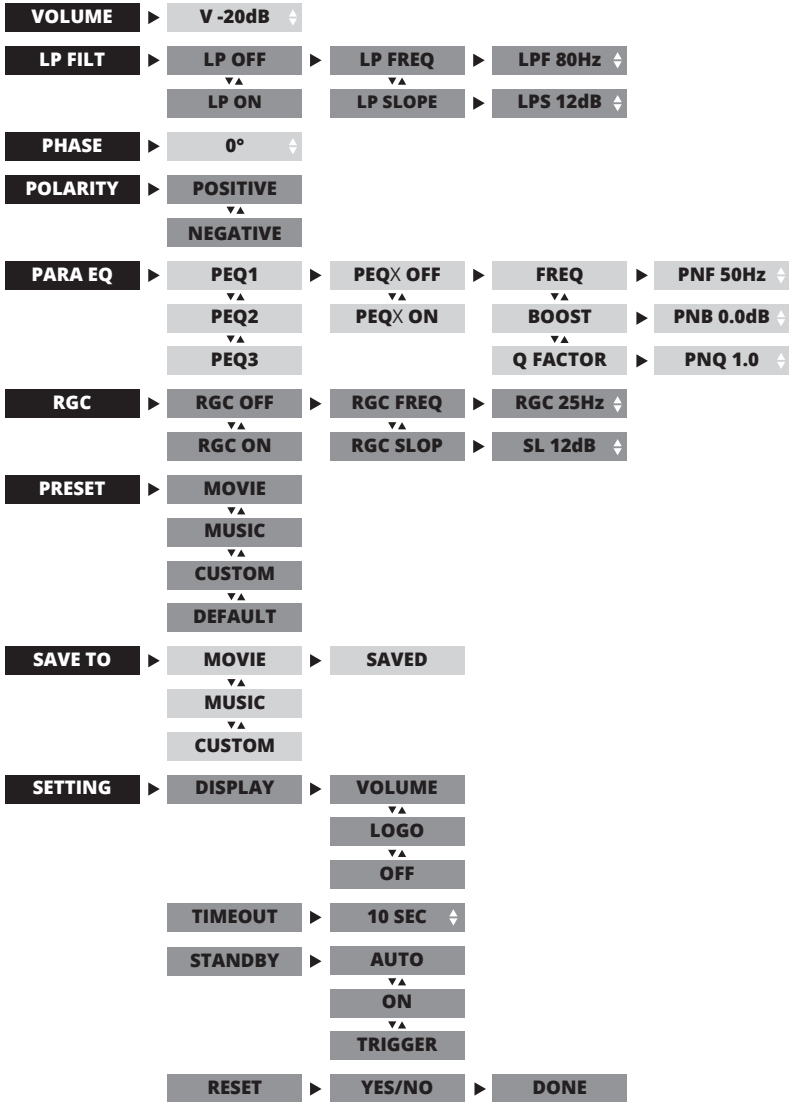 VOLUME V -20dB
LP FILT LP OFF LP FREQ LPF 80Hz
LP ON LP SLOPE LPS 12dB
PHASE 0°
POLARITY POSITIVE
NEGATIVE
PARA EQ PEQ1 PEQX OFF FREQ PNF 50Hz
PEQ2 PEQX ON BOOST PNB 0.0dB
PEQ3 Q FACTOR PNQ 1.0
RGC RGC OFF RGC FREQ RGC 25Hz
RGC ON RGC SLOP SL 12dB
PRESET MOVIE
MUSIC
CUSTOM
DEFAULT
SAVE TO MOVIE SAVED
MUSIC
CUSTOM
SETTING DISPLAY VOLUME
LOGO
OFF
TIMEOUT 10 SEC
STANDBY AUTO
ON
TRIGGER
RESET YES/NO DONE